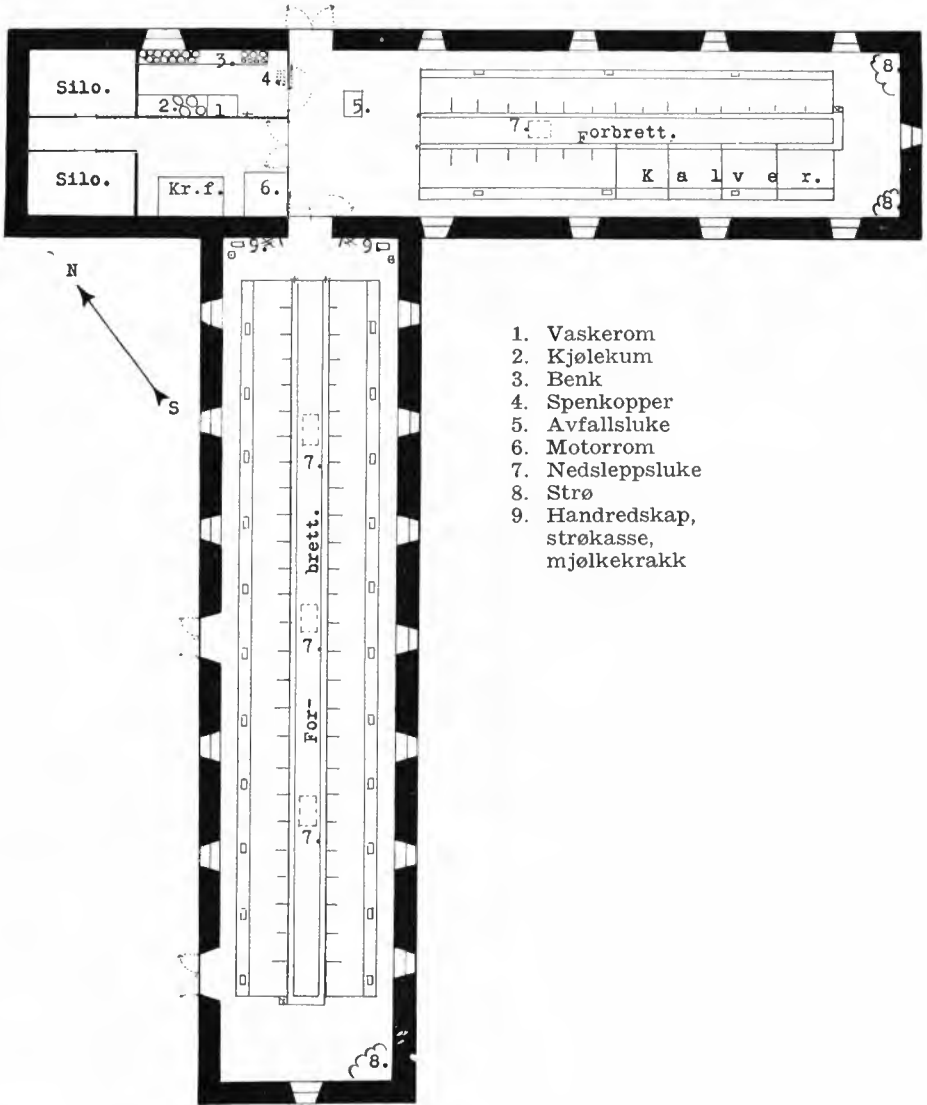 Silo.
3.
4.
2.
1
5.
8.
7.
Forbrett.
Silo.
Kr.f.
6.
K a l v e r.
8.
9.
9.
N
S
7.
brett.
7.
For-
7.
8.
1. Vaskerom
2. Kjølekum
3. Benk
4. Spenkopper
5. Avfallsluke
6. Motorrom
7. Nedsleppsluke
8. Strø
9. Handredskap,
strøkasse,
mjølkekrakk